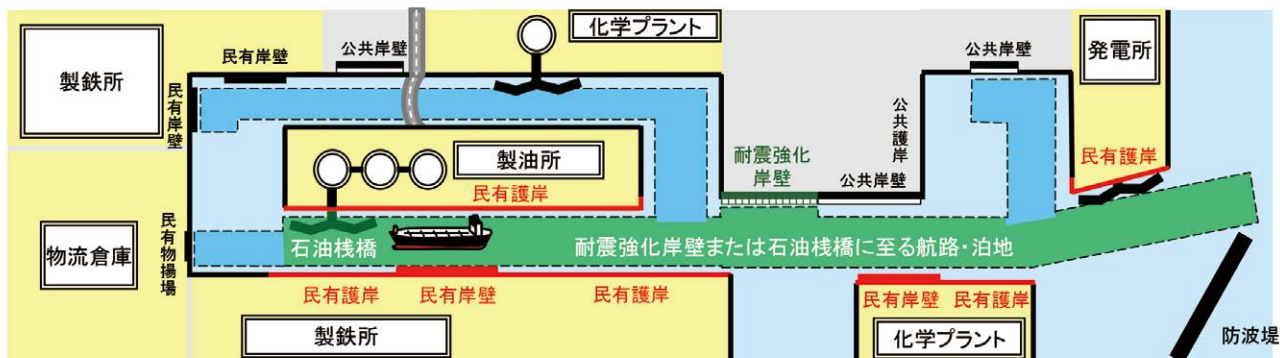 化学プラント
公共岸壁
民有岸壁
公共岸壁
発電所
製鉄所
民有岸壁
公共護岸
製油所
耐震強化
岸壁
民有護岸
民有護岸
公共岸壁
民有物揚場
物流倉庫
石油桟橋
耐震強化岸壁または石油桟橋に至る航路・泊地
民有護岸
民有岸壁
民有護岸
民有岸壁
民有護岸
製鉄所
化学プラント
防波堤